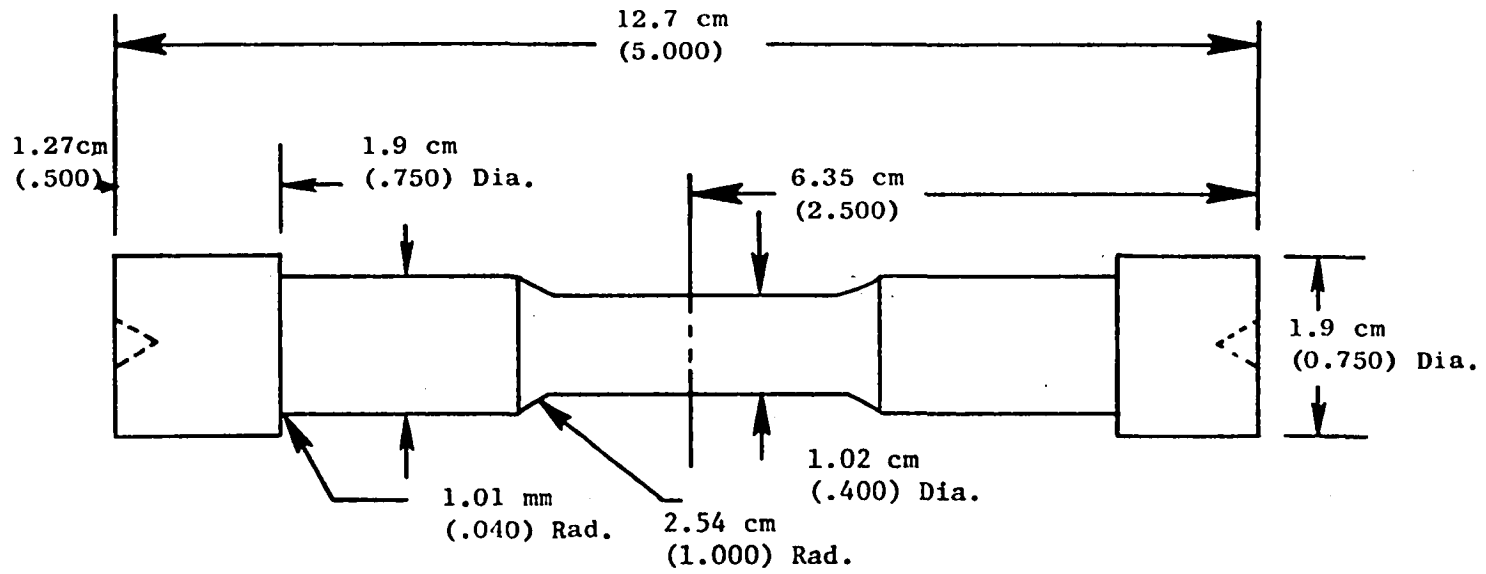 12.7 cm
(5.000)
1.27cm
(.500)
1.9 cm
(.750) Dia.
6.35 cm
(2.500)
1.9 cm
(0.750) Dia.
1.02 cm
(.400) Dia.
1.01 mm
(.040) Rad.
2.54 cm
(1.000) Rad.